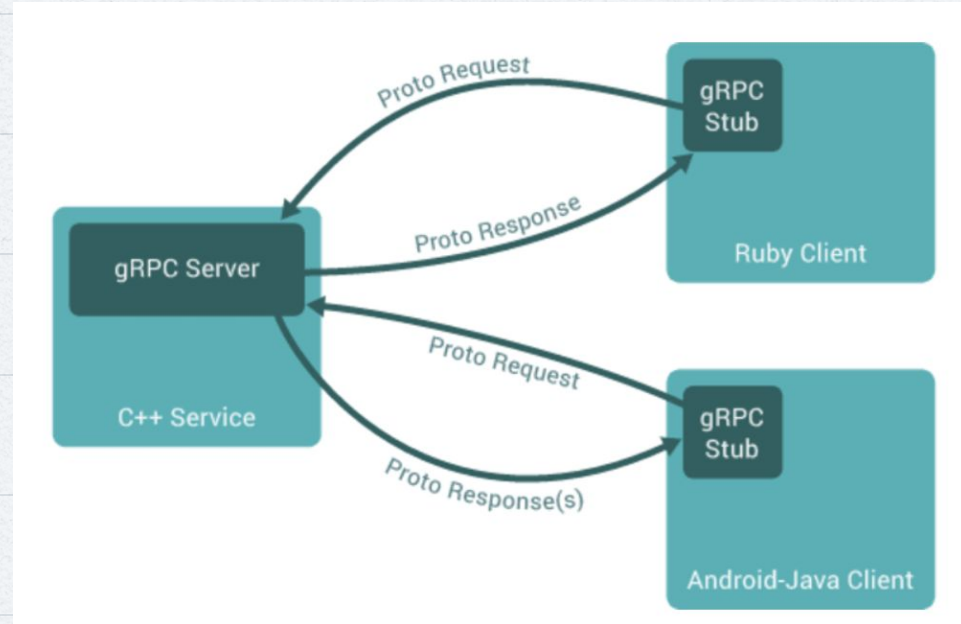 Proto Request
gRPC
Stub
Proto Response
Ruby Client
gRPC Server
C++ Service
Proto Request
gRPC
Stub
Proto Response(s)
Android-Java Client